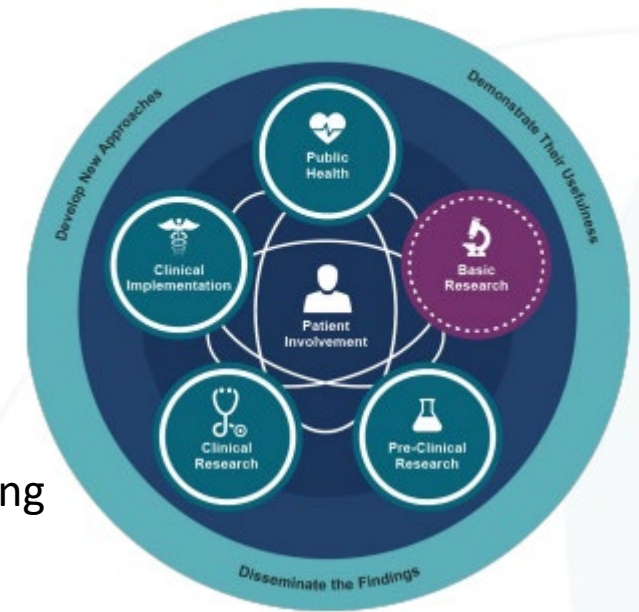 Develop New Approaches
Demonstrate Their Usefulness
Public
Health
Clinical
Implementation
Basic
Research
Patient
Involvement
Clinical
Research
Pre-Clinical
Research
ng
Disseminate the Findings